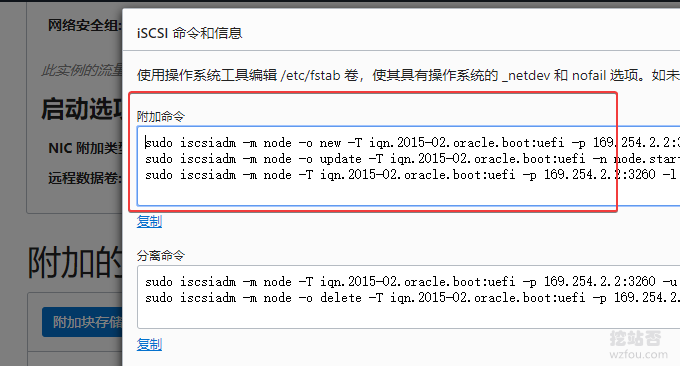 网络安全组:
此实例的流量
启动选项
NIC 附加类型
远程数据卷:
附加的
附加块存储
iSCSI 命令和信息
使用操作系统工具编辑 /etc/fstab 卷，使其具有操作系统的 _netdev 和 nofail 选项。如未
附加命令
sudo iscsiadm -m node -o new -T iqn.2015-02.oracle.boot:uefi -p 169.254.2.2:3
sudo iscsiadm -m node -o update -T iqn.2015-02.oracle.boot:uefi -n node.start
sudo iscsiadm -m node -T iqn.2015-02.oracle.boot:uefi -p 169.254.2.2:3260 -l
复制
分离命令
sudo iscsiadm -m node -T iqn.2015-02.oracle.boot:uefi -p 169.254.2.2:3260 -u
sudo iscsiadm -m node -o delete -T iqn.2015-02.oracle.boot:uefi -p 169.254.2.
复制
挖站否
wzfou.com